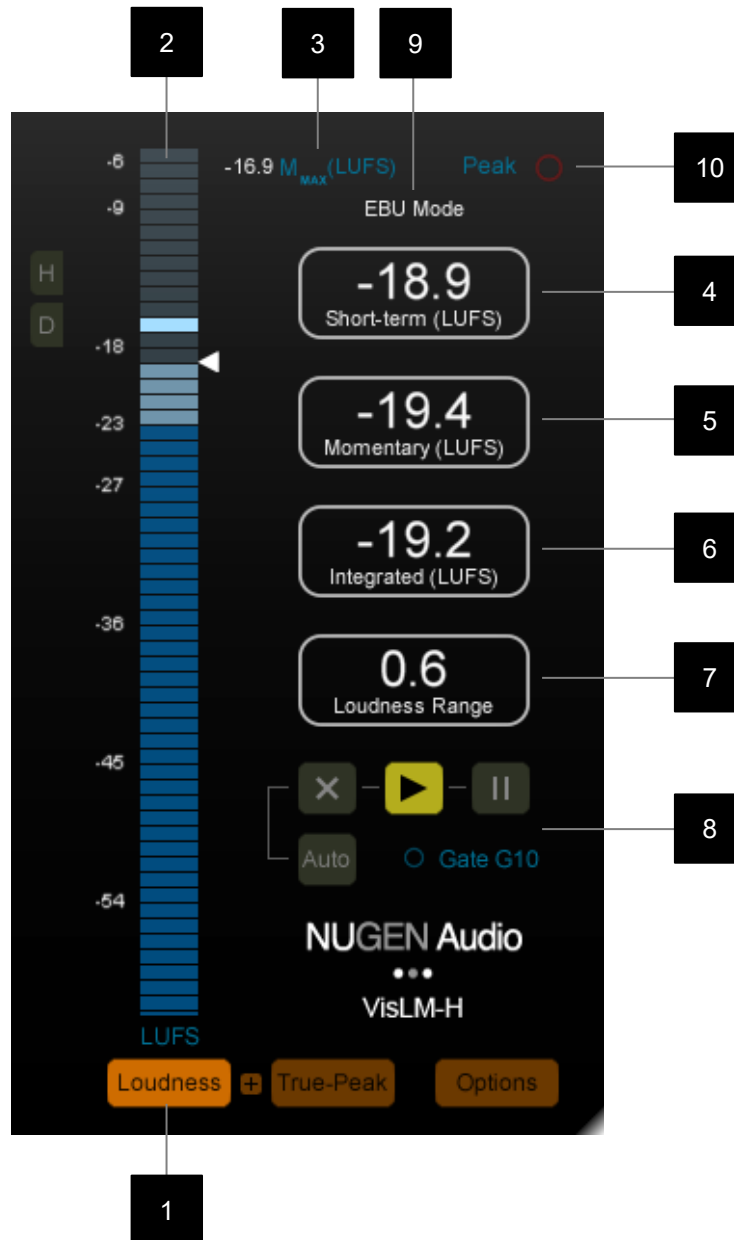 2
3
9
-6
-16.9 M MAX (LUFS)
Peak
10
-9
EBU Mode
H
-18.9
Short-term (LUFS)
4
D
-18
-19.4
Momentary (LUFS)
5
-23
-27
-19.2
Integrated (LUFS)
6
-36
0.6
Loudness Range
7
-45
8
Auto
Gate G10
-54
NUGEN Audio
VisLM-H
LUFS
Loudness
+
True-Peak
Options
1